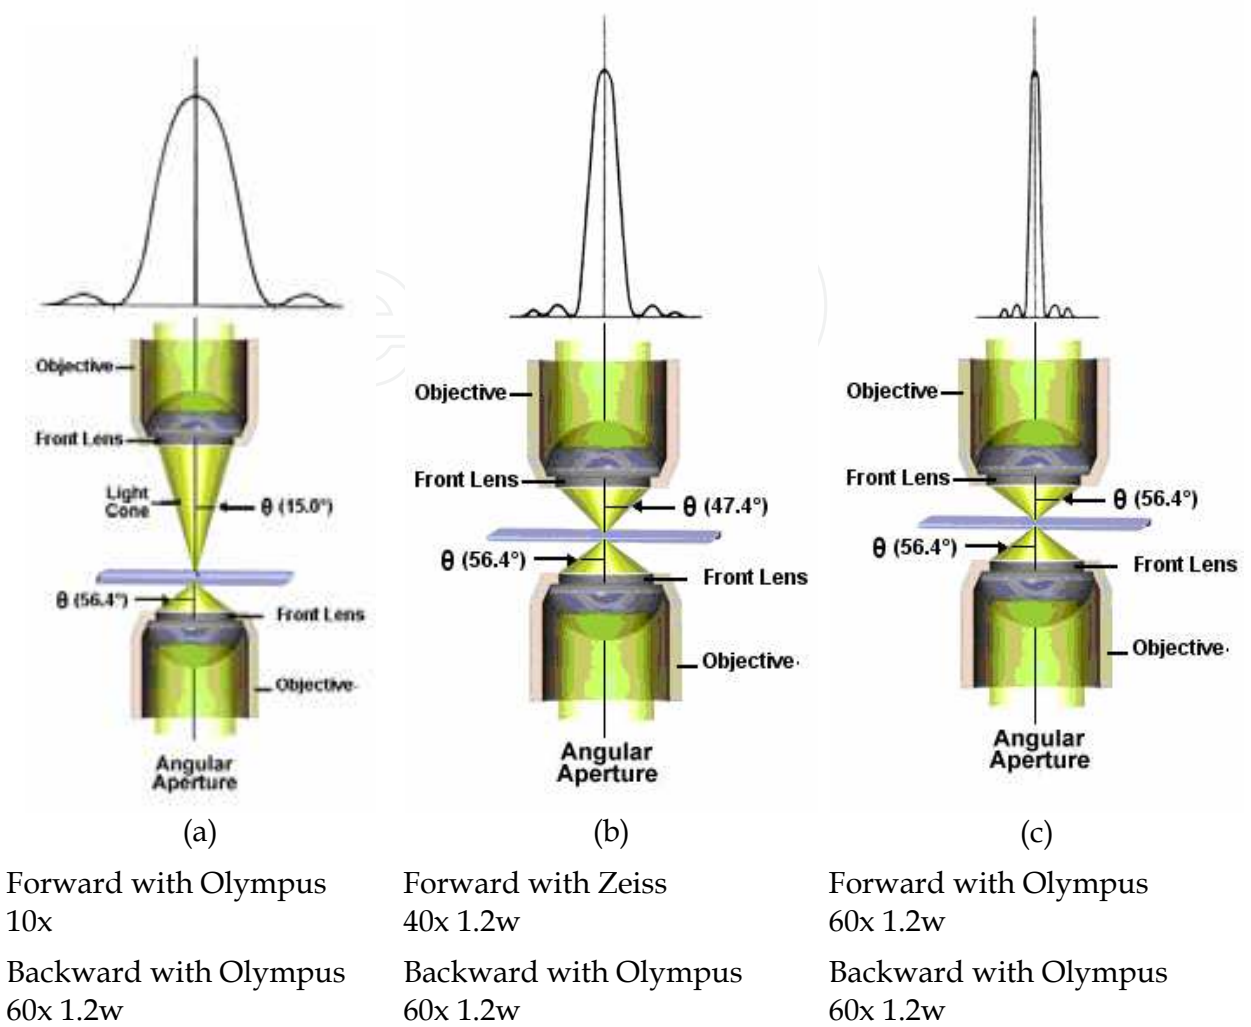 Objective
Front Lens
Light
Cone
θ (15.0°)
θ (56.4°)
Front Lens
Objective
Angular
Aperture
(a)
Forward with Olympus
10x
Backward with Olympus
60x 1.2w
Objective
Front Lens
θ (47.4°)
θ (56.4°)
Front Lens
Objective
Angular
Aperture
(b)
Forward with Zeiss
40x 1.2w
Backward with Olympus
60x 1.2w
Objective
Front Lens
θ (56.4°)
θ (56.4°)
Front Lens
Objective
Angular
Aperture
(c)
Forward with Olympus
60x 1.2w
Backward with Olympus
60x 1.2w